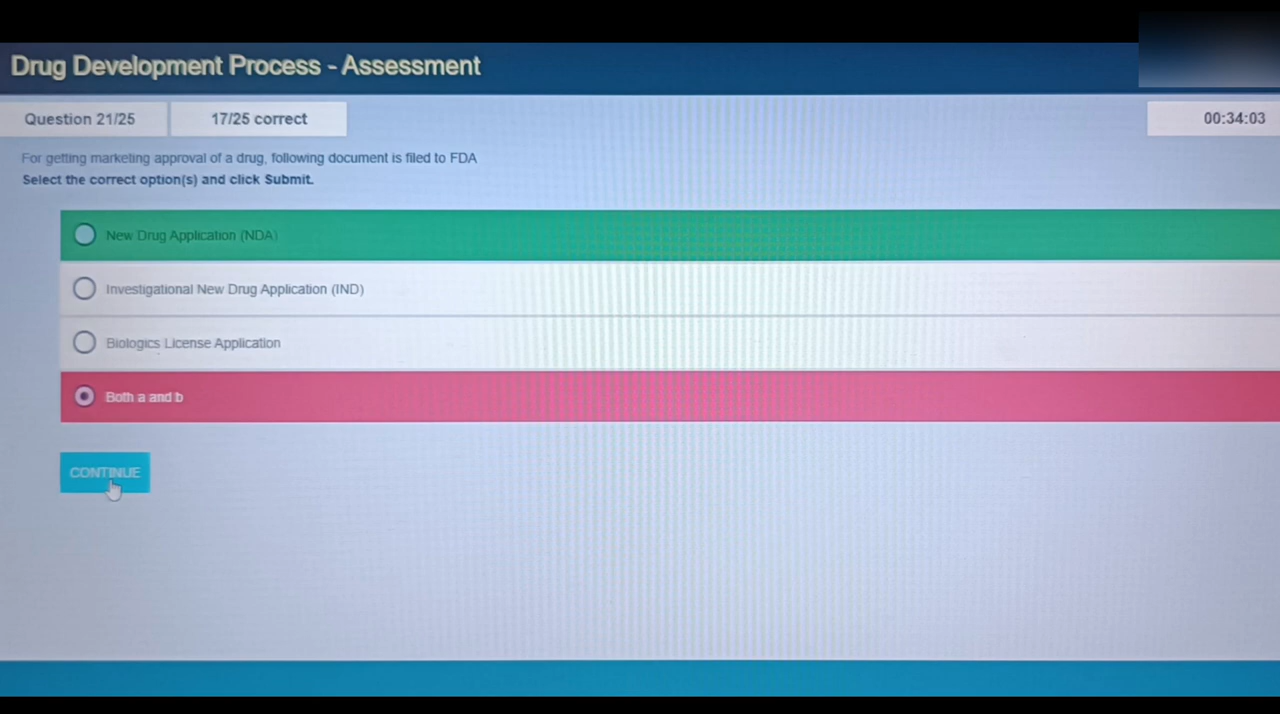 Drug Development Process - Assessment
Question 21/25
17/25 correct
00:34:03
For getting marketing approval of a drug, following document is filed to FDA
Select the correct option(s) and click Submit.
New Drug Application (NDA)
Investigational New Drug Application (IND)
Biologics License Application
Both a and b
CONTINUE